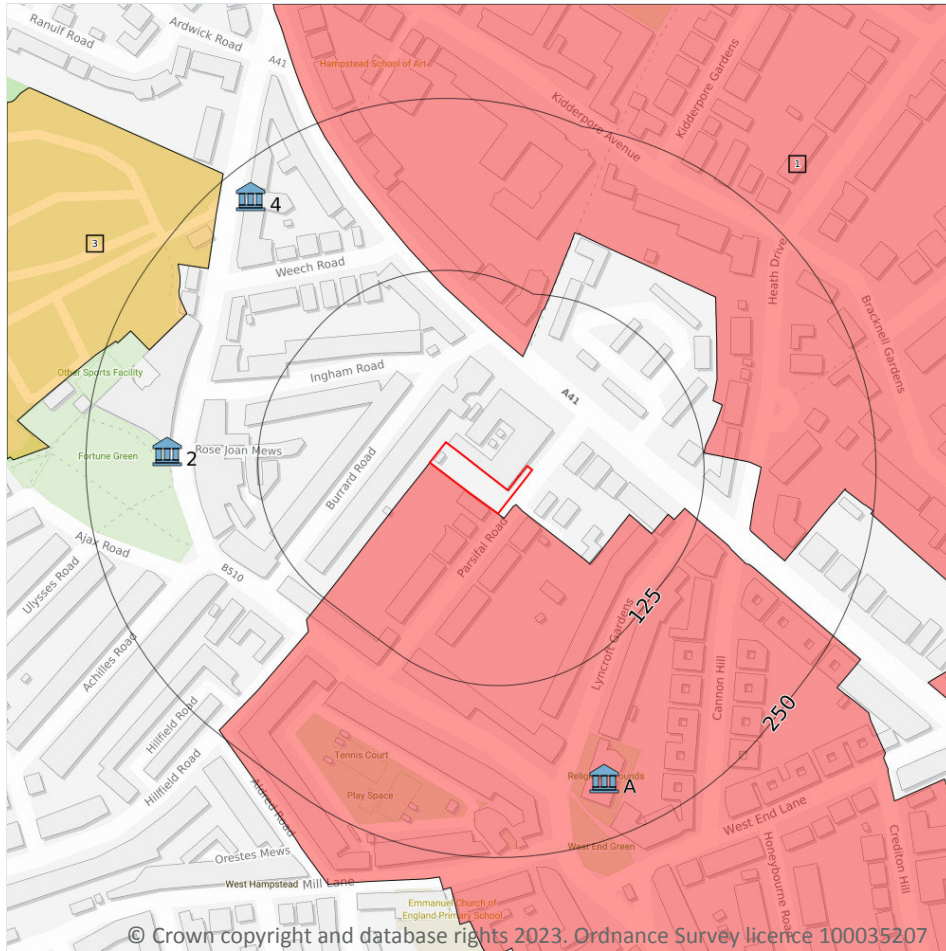 Ranulf Road
Ardwick Road
A41
Hampstead School of Art
Kidderpore Avenue
Kidderpore Gardens
1
4
3
Weech Road
Heath Drive
Bracknell Gardens
Other Sports Facility
Ingham Road
A41
Fortune Green
2
Rose Joan Mews
Burrard Road
Ajax Road
Parsifal Road
B510
Ulysses Road
125
Achilles Road
Lyncroft Gardens
Cannon Hill
250
Hillfield Road
Hillfield Road
Tennis Court
Play Space
A
Aldred Road
West End Lane
West End Green
Orestes Mews
Honeybourne Road
Crediton Hill
West Hampstead
Mill Lane
Emmanuel Church of
England Primary School
© Crown copyright and database rights 2023. Ordnance Survey licence 100035207